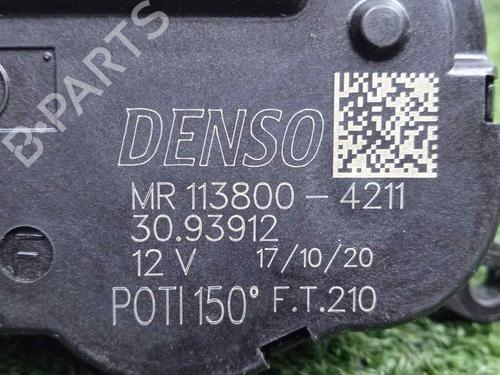 B-PARTS
DENSO
MR 113800-4211
30.93912
12 V 17/10/20
POTI 150° F.T.210
F